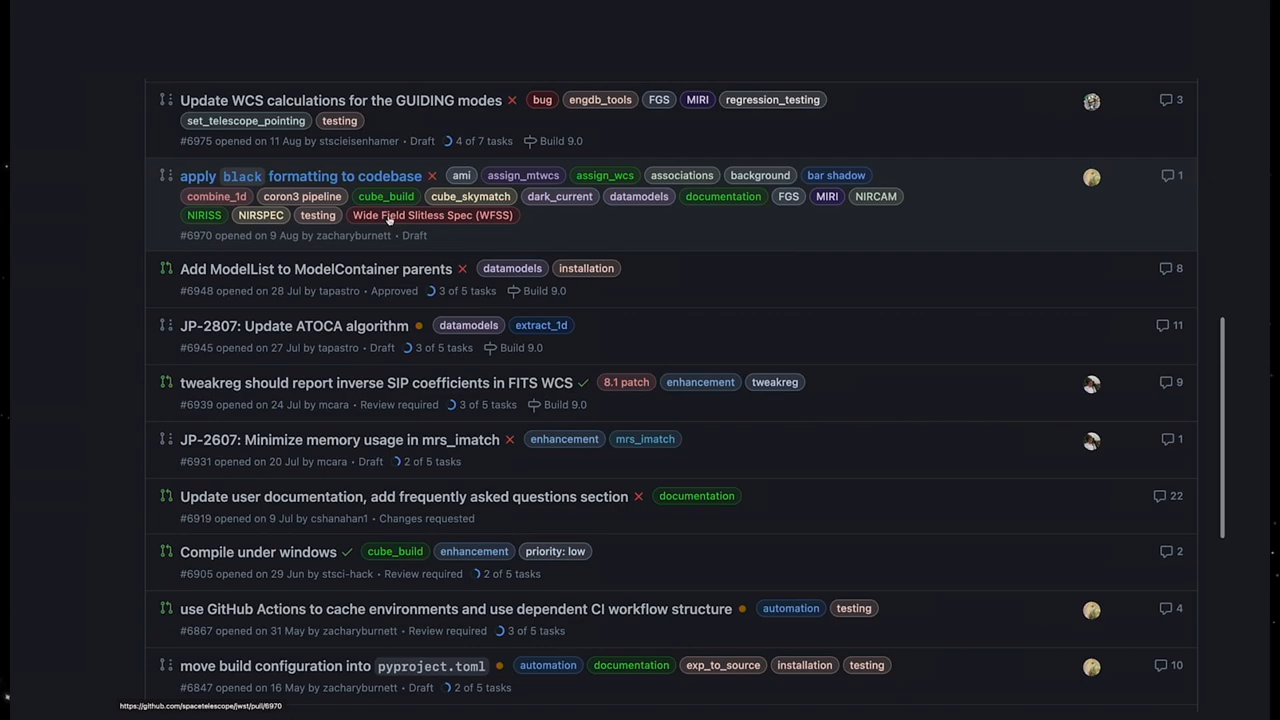 Update WCS calculations for the GUIDING modes bug engdb_tools FGS MIRI regression_testing 3
set_telescope_pointing testing
#6975 opened on 11 Aug by stscieisenhamer • Draft 4 of 7 tasks Build 9.0
apply black formatting to codebase ami assign_mtwcs assign_wcs associations background bar shadow 1
combine_1d coron3 pipeline cube_build cube_skymatch dark_current datamodels documentation FGS MIRI NIRCAM
NIRISS NIRSPEC testing Wide Field Slitless Spec (WFSS)
#6970 opened on 9 Aug by zacharyburnett • Draft
Add ModelList to ModelContainer parents datamodels installation 8
#6948 opened on 28 Jul by tapastro • Approved 3 of 5 tasks Build 9.0
JP-2807: Update ATOCA algorithm datamodels extract_1d 11
#6945 opened on 27 Jul by tapastro • Draft 3 of 5 tasks Build 9.0
tweakreg should report inverse SIP coefficients in FITS WCS 8.1 patch enhancement tweakreg 9
#6939 opened on 24 Jul by mcara • Review required 3 of 5 tasks Build 9.0
JP-2607: Minimize memory usage in mrs_imatch enhancement mrs_imatch 1
#6931 opened on 20 Jul by mcara • Draft 2 of 5 tasks
Update user documentation, add frequently asked questions section documentation 22
#6919 opened on 9 Jul by cshanahan1 • Changes requested
Compile under windows cube_build enhancement priority: low 2
#6905 opened on 29 Jun by stsci-hack • Review required 2 of 5 tasks
use GitHub Actions to cache environments and use dependent CI workflow structure automation testing 4
#6867 opened on 31 May by zacharyburnett • Review required 3 of 5 tasks
move build configuration into pyproject.toml automation documentation exp_to_source installation testing 10
#6847 opened on 16 May by zacharyburnett • Draft 2 of 5 tasks
https://github.com/spacetelescope/jwst/pull/6970